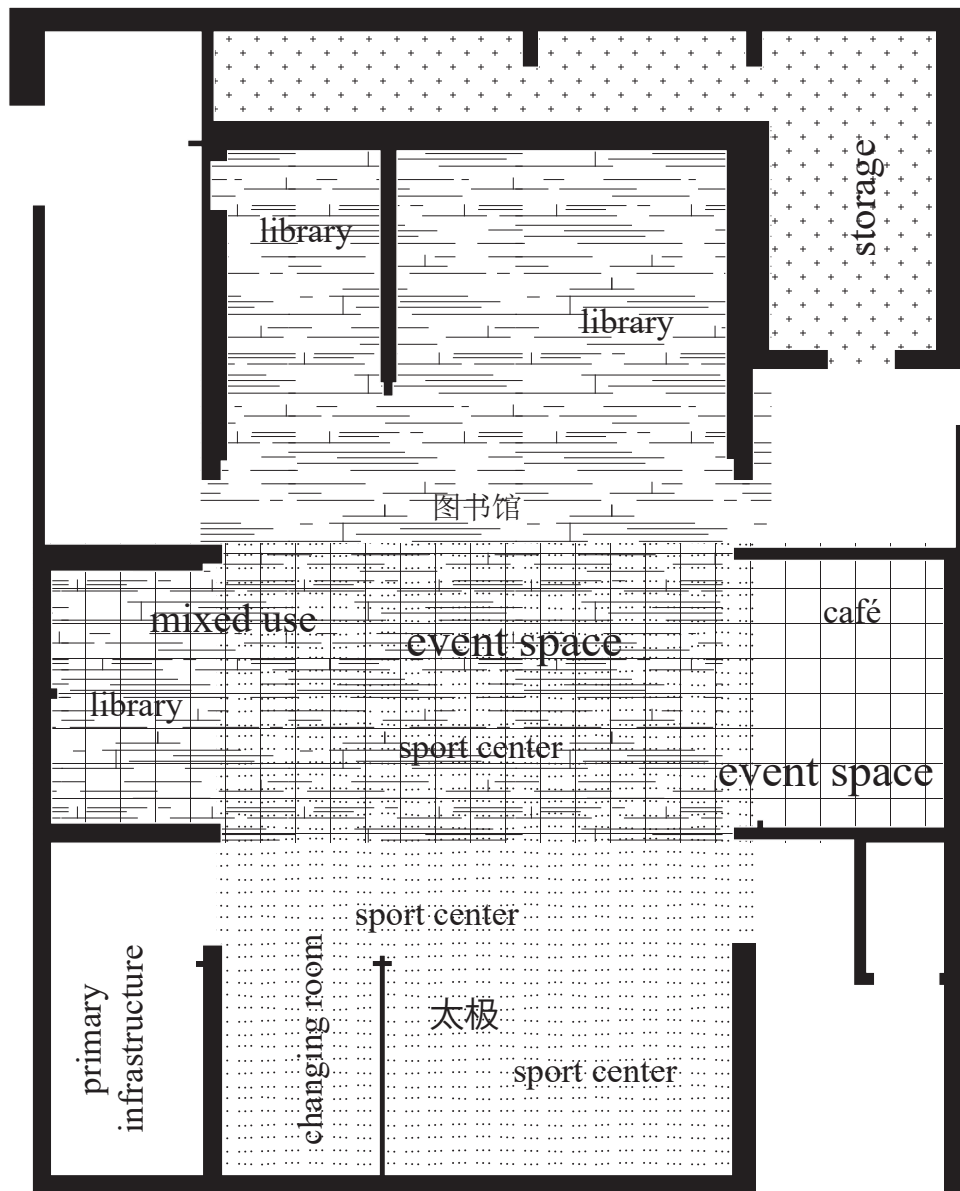 storage
library
library
图书馆
mixed use
event space
café
library
sport center
event space
sport center
changing room
primary
infrastructure
太极
sport center